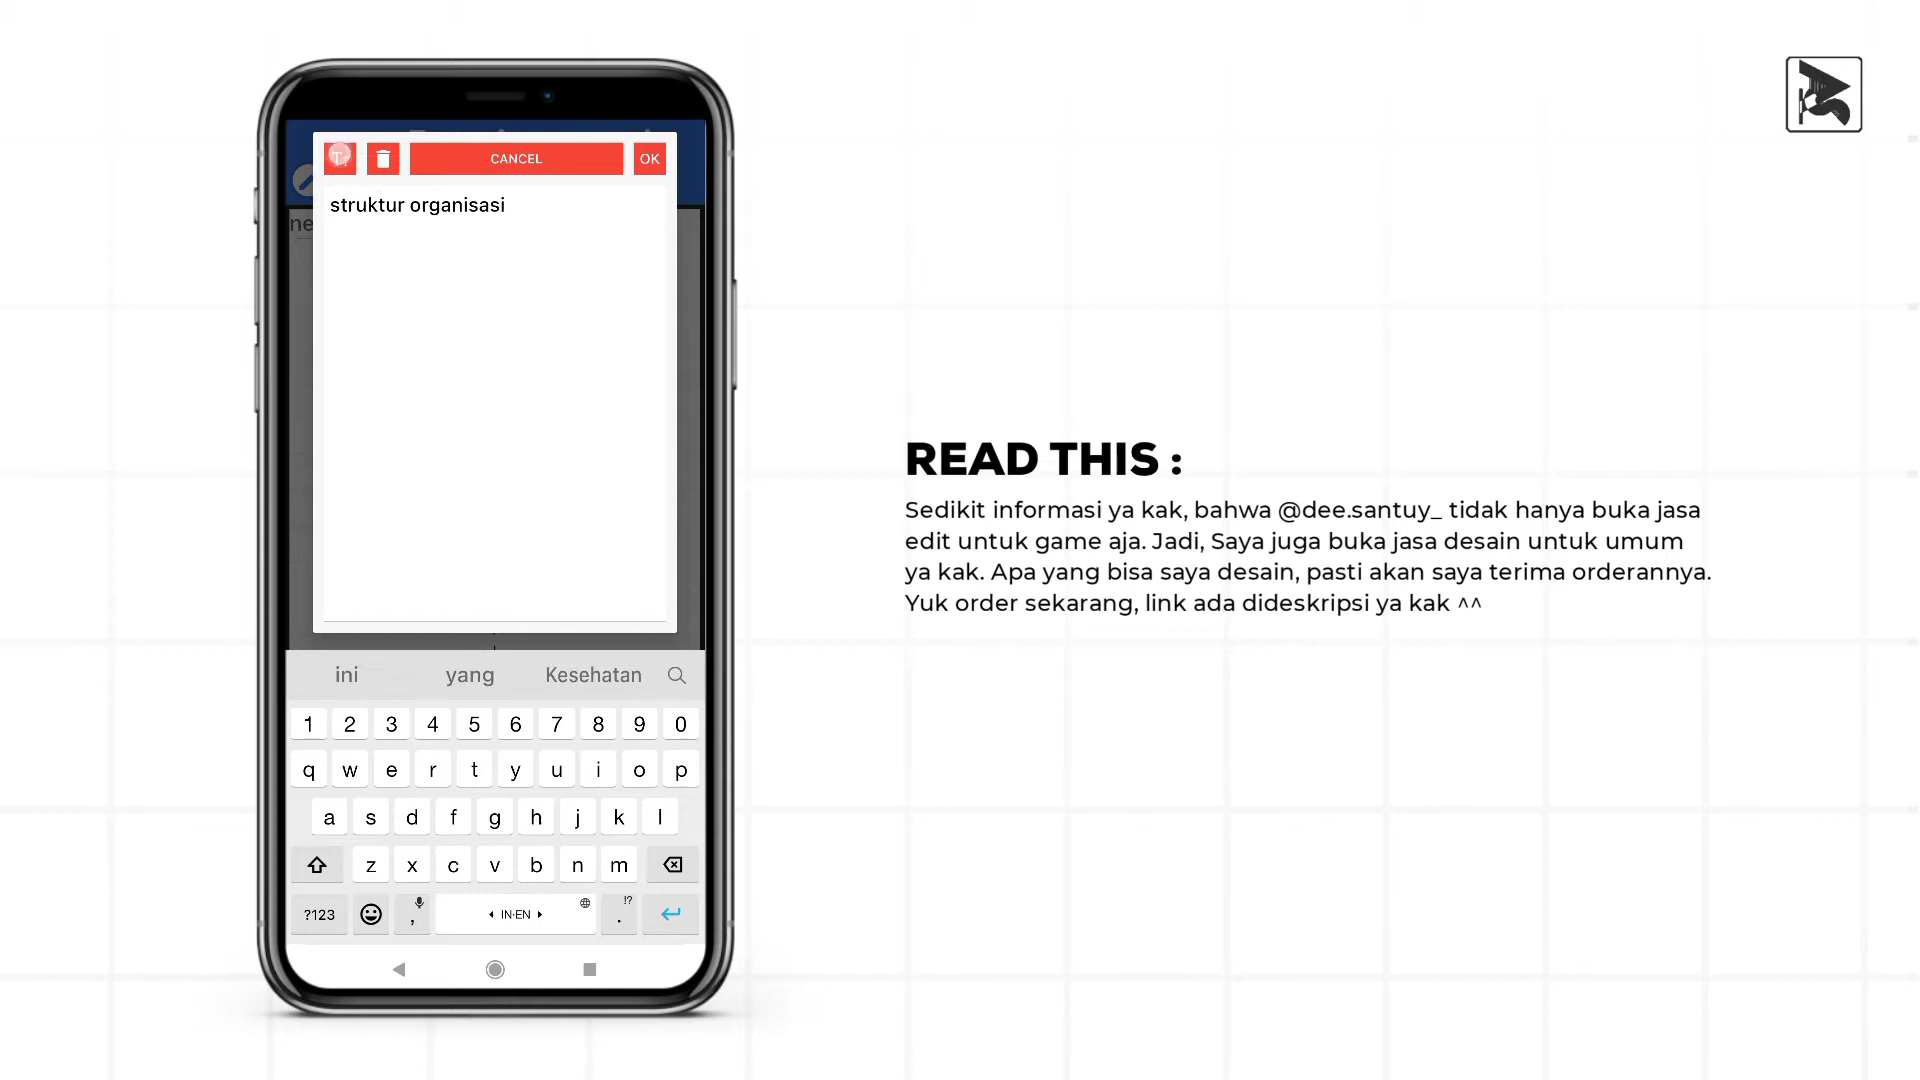 CANCEL
OK
struktur organisasi
ne
ini yang Kesehatan
1 2 3 4 5 6 7 8 9 0
q w e r t y u i o p
a s d f g h j k l
z x c v b n m
?123 , IN·EN . !?
READ THIS :
Sedikit informasi ya kak, bahwa @dee.santuy_ tidak hanya buka jasa
edit untuk game aja. Jadi, Saya juga buka jasa desain untuk umum
ya kak. Apa yang bisa saya desain, pasti akan saya terima orderannya.
Yuk order sekarang, link ada dideskripsi ya kak ^^